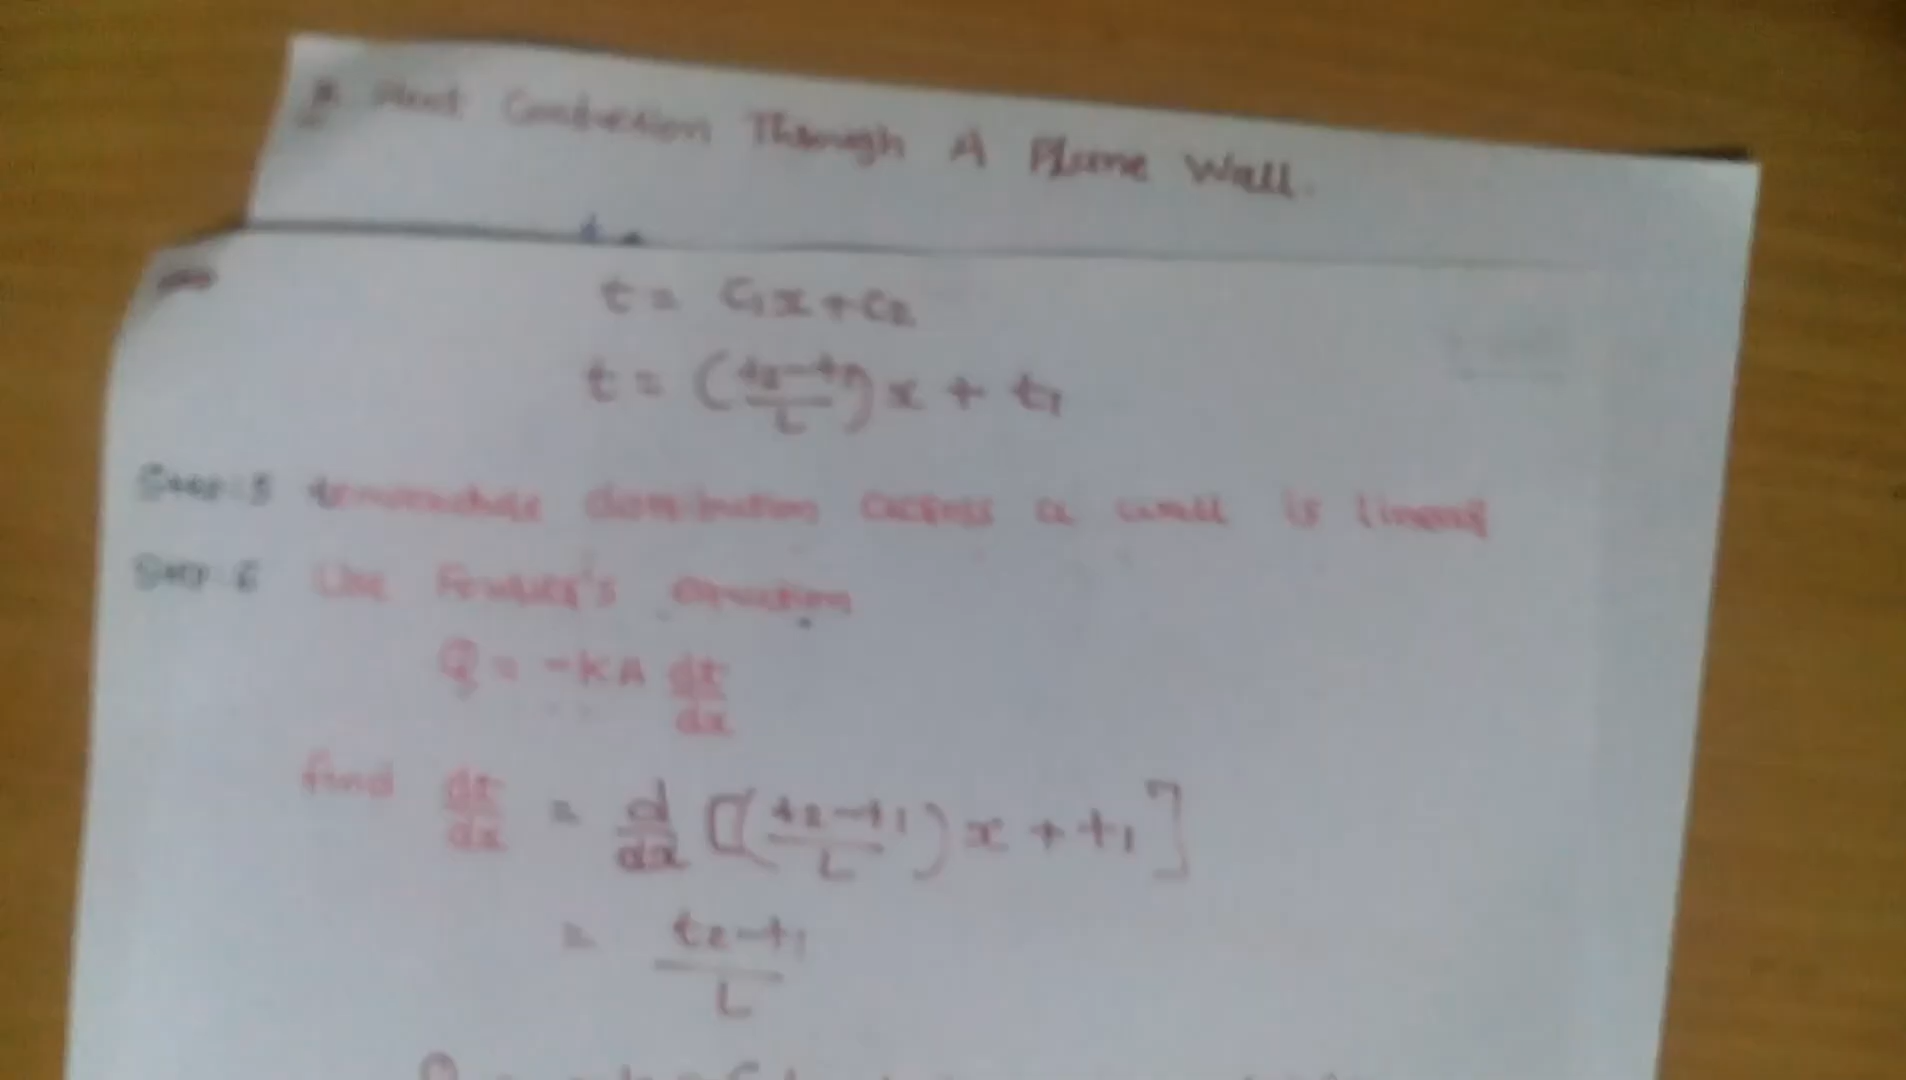 Heat Conduction Through A Plane Wall.
t = C1x + C2
t = (t2-t1/L) x + t1
Step:5 temperature distribution across a wall is linear
Step:6 Use Fourier's equation
Q = -KA dt/dx
find dt/dx = d/dx [(t2-t1/L) x + t1]
= t2-t1/L